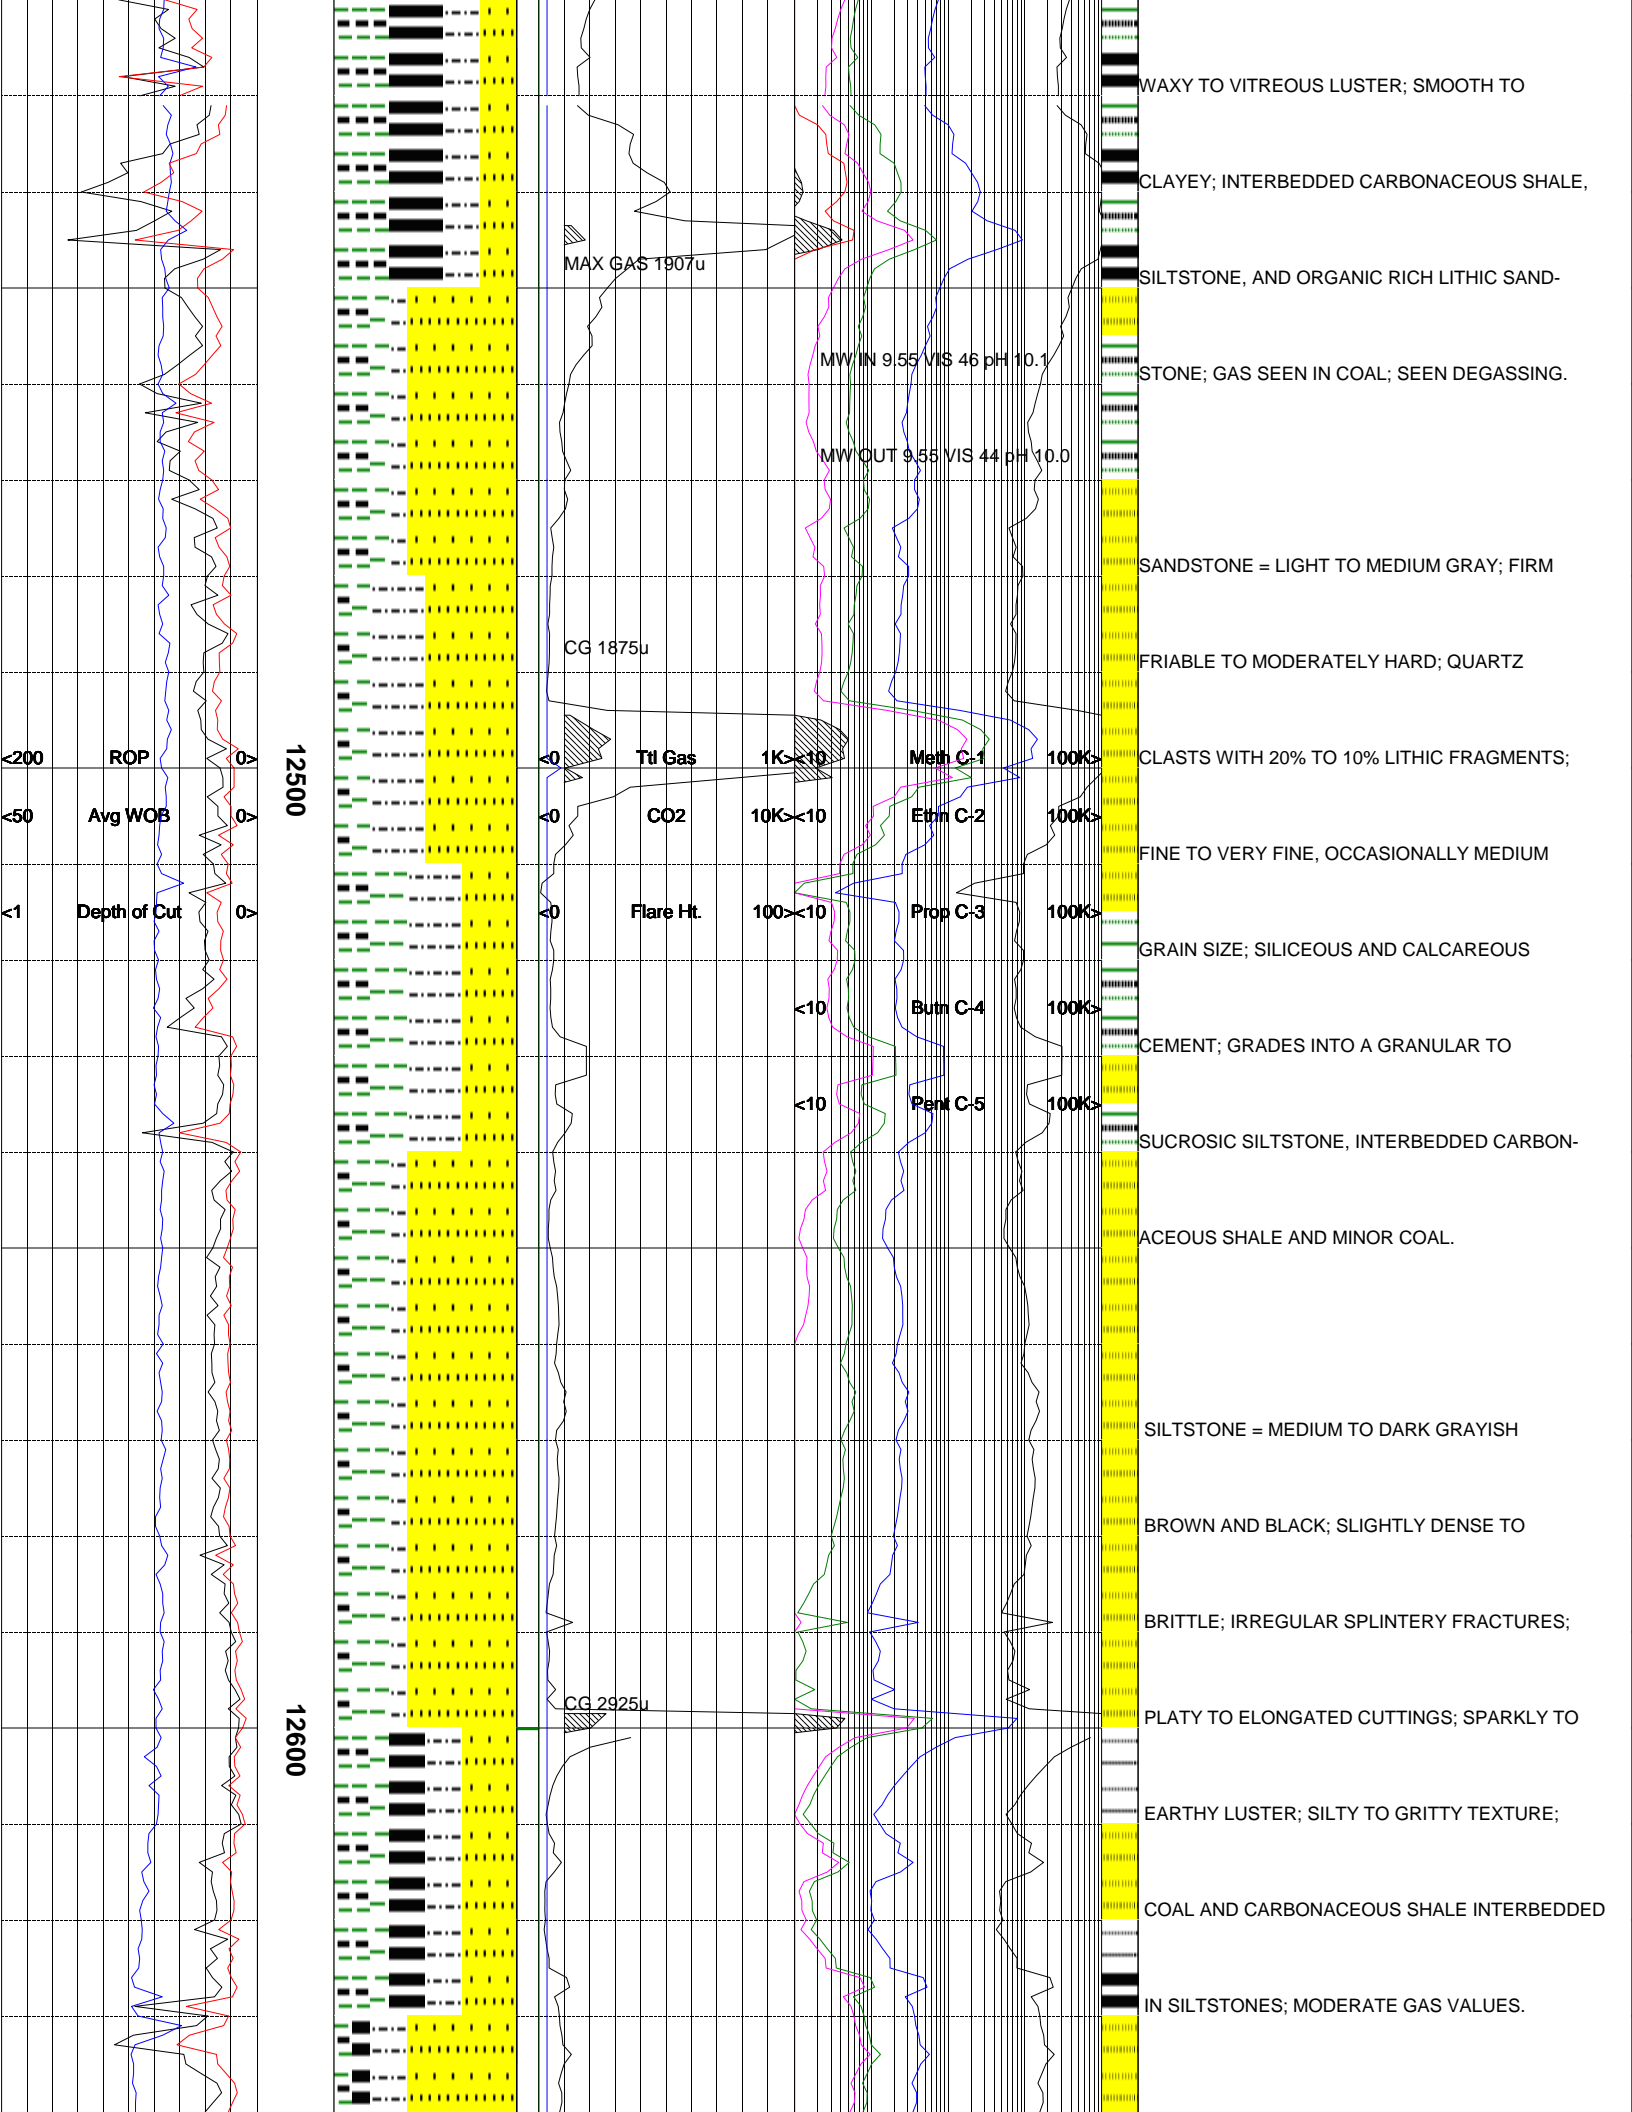 WAXY TO VITREOUS LUSTER; SMOOTH TO
CLAYEY; INTERBEDDED CARBONACEOUS SHALE,
MAX GAS 1907u
SILTSTONE, AND ORGANIC RICH LITHIC SAND-
MW IN 9.55 VIS 46 pH 10.1
STONE; GAS SEEN IN COAL; SEEN DEGASSING.
MW OUT 9.55 VIS 44 pH 10.0
SANDSTONE = LIGHT TO MEDIUM GRAY; FIRM
CG 1875u
FRIABLE TO MODERATELY HARD; QUARTZ
<200 ROP 0> 12500 <0 Ttl Gas 1K><10 Meth C-1 100K> CLASTS WITH 20% TO 10% LITHIC FRAGMENTS;
<50 Avg WOB 0> <0 CO2 10K><10 Ethn C-2 100K>
FINE TO VERY FINE, OCCASIONALLY MEDIUM
<1 Depth of Cut 0> <0 Flare Ht. 100><10 Prop C-3 100K>
GRAIN SIZE; SILICEOUS AND CALCAREOUS
<10 Butn C-4 100K>
CEMENT; GRADES INTO A GRANULAR TO
<10 Pent C-5 100K>
SUCROSIC SILTSTONE, INTERBEDDED CARBON-
ACEOUS SHALE AND MINOR COAL.
SILTSTONE = MEDIUM TO DARK GRAYISH
BROWN AND BLACK; SLIGHTLY DENSE TO
BRITTLE; IRREGULAR SPLINTERY FRACTURES;
CG 2925u
PLATY TO ELONGATED CUTTINGS; SPARKLY TO
12600
EARTHY LUSTER; SILTY TO GRITTY TEXTURE;
COAL AND CARBONACEOUS SHALE INTERBEDDED
IN SILTSTONES; MODERATE GAS VALUES.